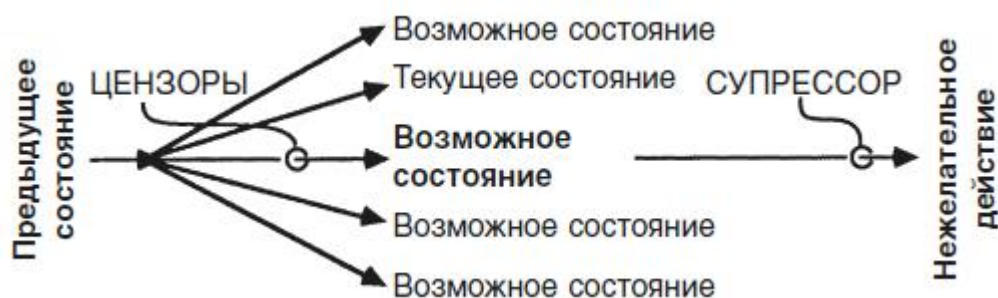 Предыдущее
состояние
ЦЕНЗОРЫ
Возможное состояние
Текущее состояние
Возможное
состояние
Возможное состояние
Возможное состояние
СУПРЕССОР
Нежелательное
действие